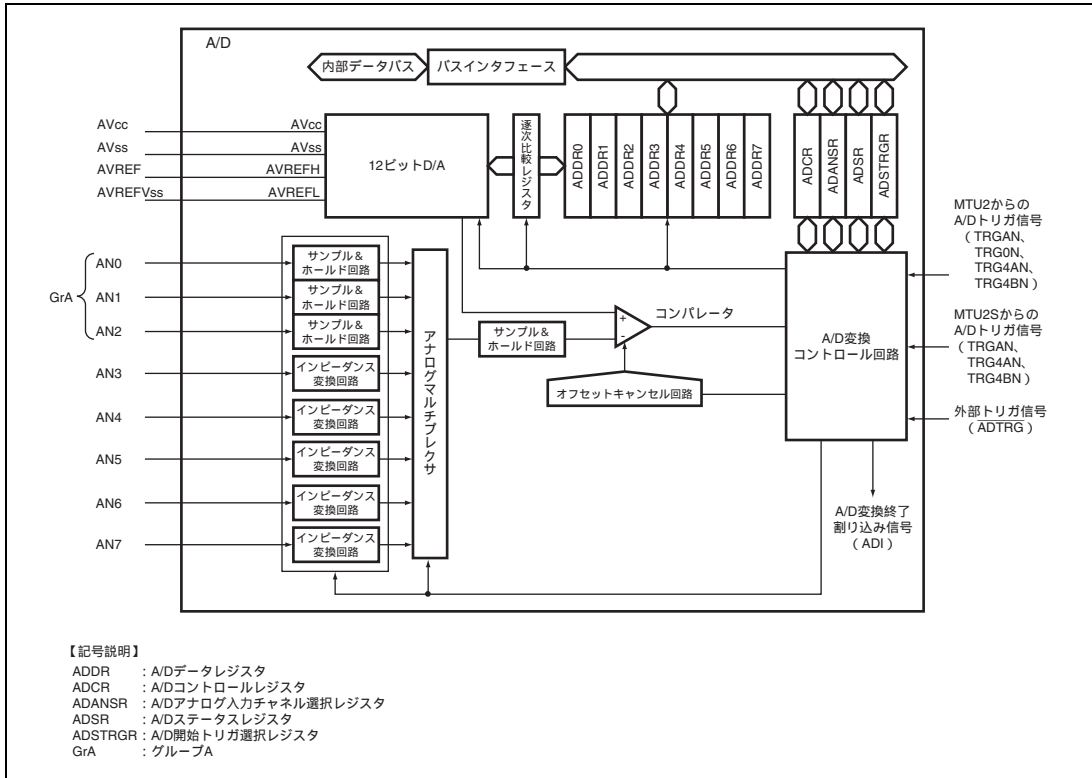 A/D
内部データバス
バスインタフェース
AVcc
AVss
AVREF
AVREFVss
AVcc
AVss
AVREFH
AVREFL
12ビットD/A
逐次比較レジスタ
ADDR0
ADDR1
ADDR2
ADDR3
ADDR4
ADDR5
ADDR6
ADDR7
ADCR
ADANSR
ADSR
ADSTRGR
MTU2からの
A/Dトリガ信号
(TRGAN、
TRG0N、
TRG4AN、
TRG4BN)
MTU2Sからの
A/Dトリガ信号
(TRGAN、
TRG4AN、
TRG4BN)
外部トリガ信号
(ADTRG)
GrA
AN0
AN1
AN2
AN3
AN4
AN5
AN6
AN7
サンプル&
ホールド回路
サンプル&
ホールド回路
サンプル&
ホールド回路
インピーダンス
変換回路
インピーダンス
変換回路
インピーダンス
変換回路
インピーダンス
変換回路
インピーダンス
変換回路
アナログマルチプレクサ
サンプル&
ホールド回路
+
-
コンパレータ
オフセットキャンセル回路
A/D変換
コントロール回路
A/D変換終了
割り込み信号
(ADI)
【記号説明】
ADDR :A/Dデータレジスタ
ADCR :A/Dコントロールレジスタ
ADANSR :A/Dアナログ入力チャネル選択レジスタ
ADSR :A/Dステータスレジスタ
ADSTRGR :A/D開始トリガ選択レジスタ
GrA :グループA